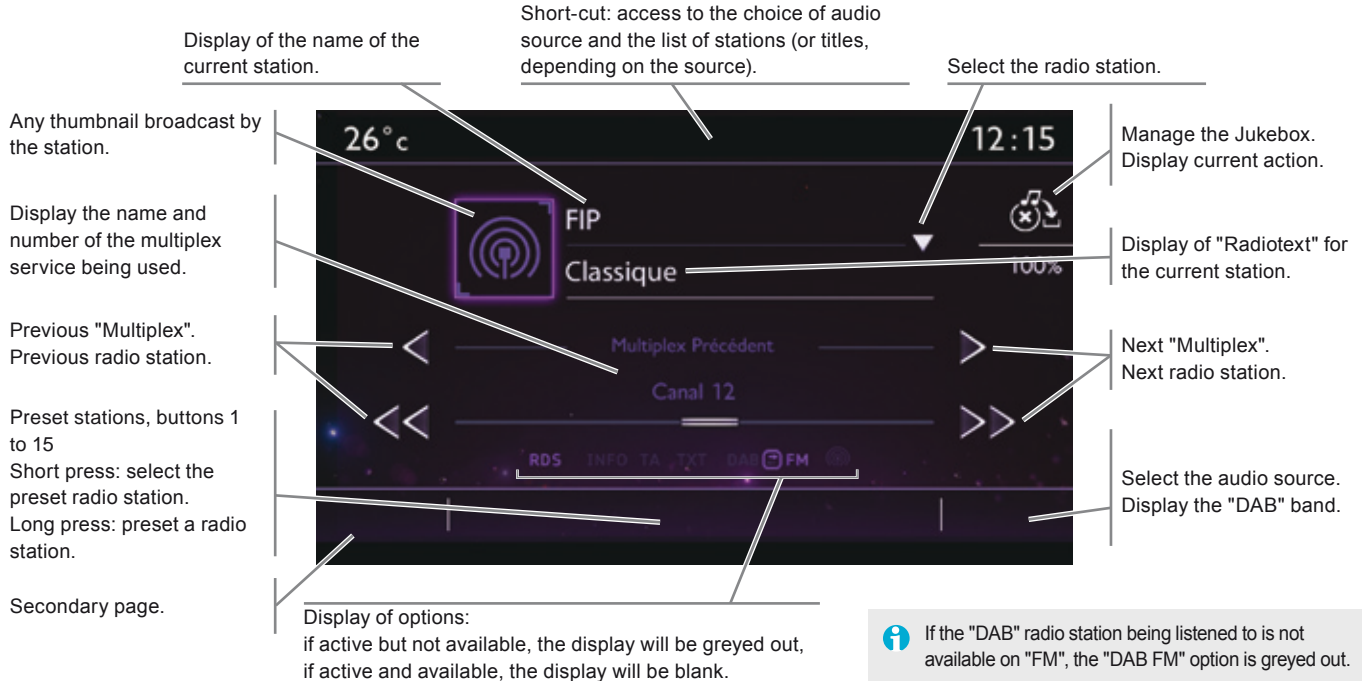 Short-cut: access to the choice of audio
source and the list of stations (or titles,
depending on the source).
Display of the name of the
current station.
Select the radio station.
Any thumbnail broadcast by
the station.
Display the name and
number of the multiplex
service being used.
Previous "Multiplex".
Previous radio station.
Preset stations, buttons 1
to 15
Short press: select the
preset radio station.
Long press: preset a radio
station.
Secondary page.
26°c
12:15
FIP
Classique
100%
Multiplex Précédent
Canal 12
RDS INFO TA TXT DAB FM
Manage the Jukebox.
Display current action.
Display of "Radiotext" for
the current station.
Next "Multiplex".
Next radio station.
Select the audio source.
Display the "DAB" band.
Display of options:
if active but not available, the display will be greyed out,
if active and available, the display will be blank.
If the "DAB" radio station being listened to is not
available on "FM", the "DAB FM" option is greyed out.